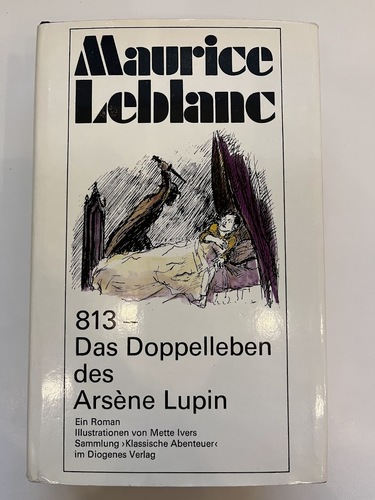 Maurice
Leblanc
813 –
Das Doppelleben
des
Arsène Lupin
Ein Roman
Illustrationen von Mette Ivers
Sammlung ›Klassische Abenteuer‹
im Diogenes Verlag